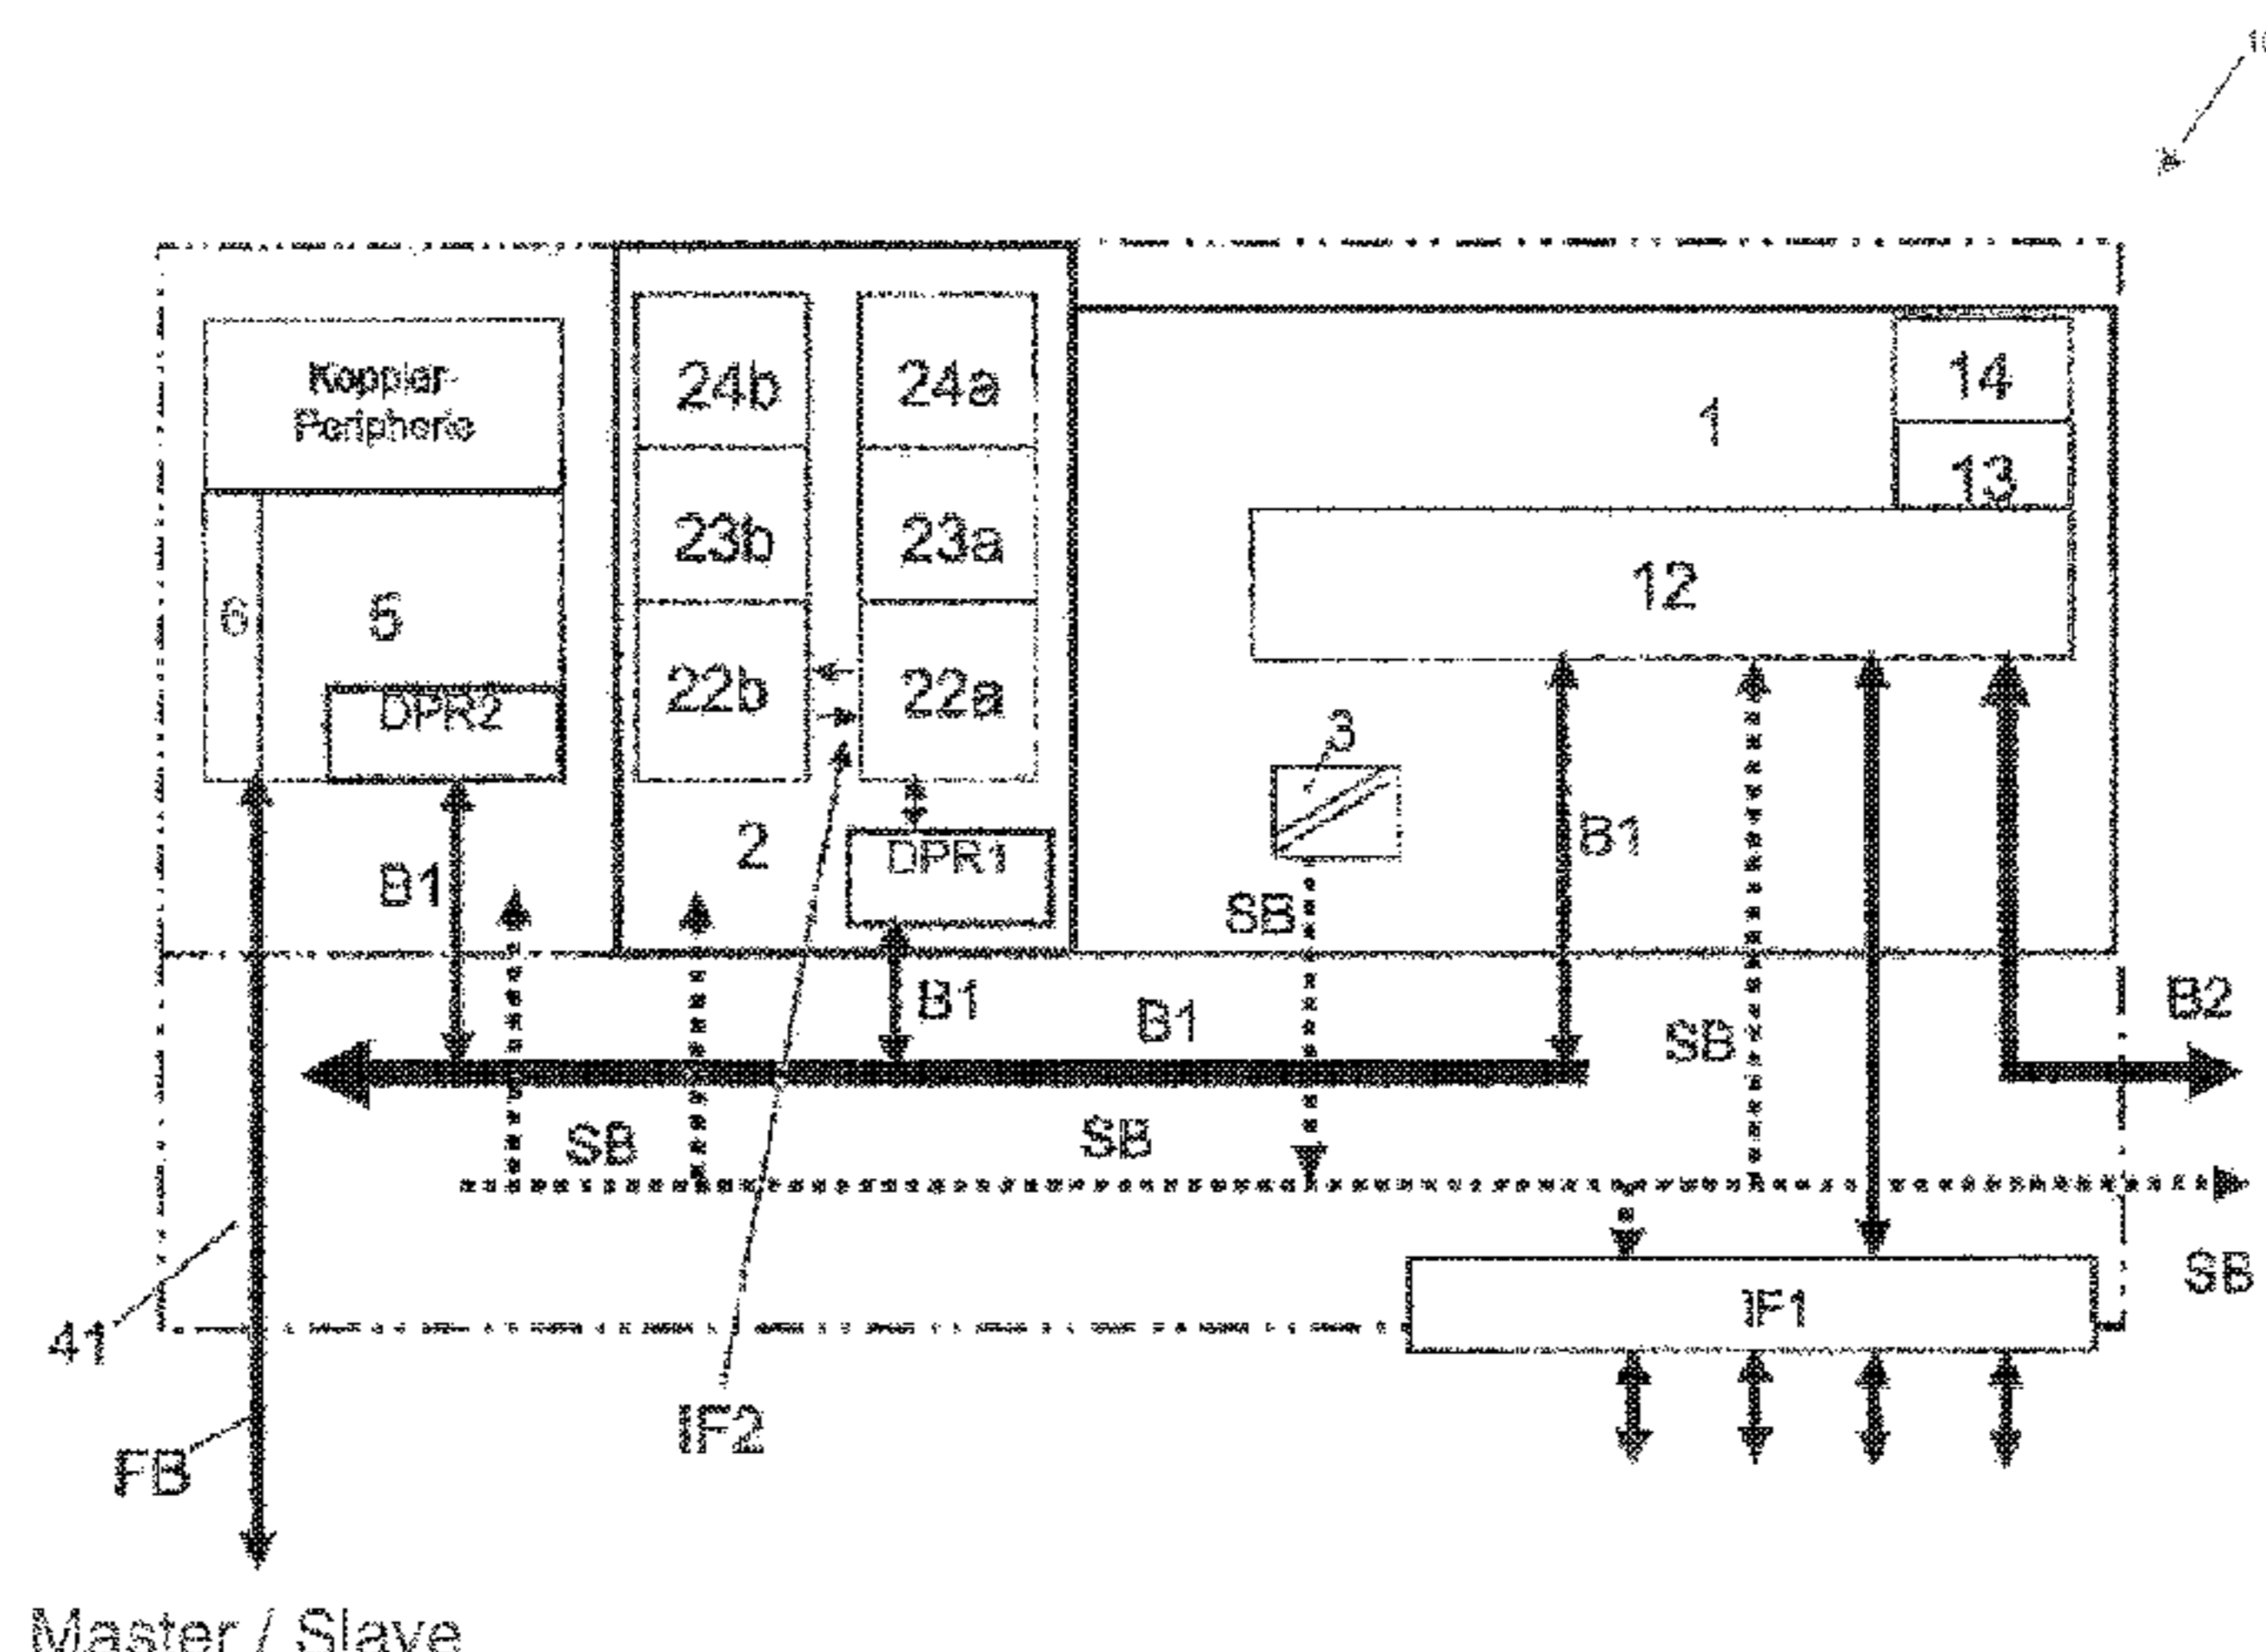 Koppler-
Peripherie
24b
24a
14
1
13
23b
23a
12
6
5
22b
22a
DPR2
3
2
DPR1
B1
B1
SB
B1
B1
SB
B2
SB
SB
SB
IF1
41
IF2
FB
Master / Slave